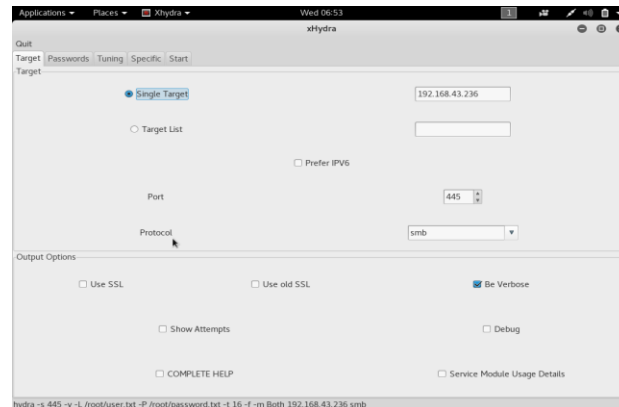 Applications Places Xhydra Wed 06:53 1
xHydra
Quit
Target Passwords Tuning Specific Start
Target
Single Target 192.168.43.236
Target List
Prefer IPV6
Port 445
Protocol smb
Output Options
Use SSL Use old SSL Be Verbose
Show Attempts Debug
COMPLETE HELP Service Module Usage Details
hydra -s 445 -v -L /root/user.txt -P /root/password.txt -t 16 -f -m Both 192.168.43.236 smb